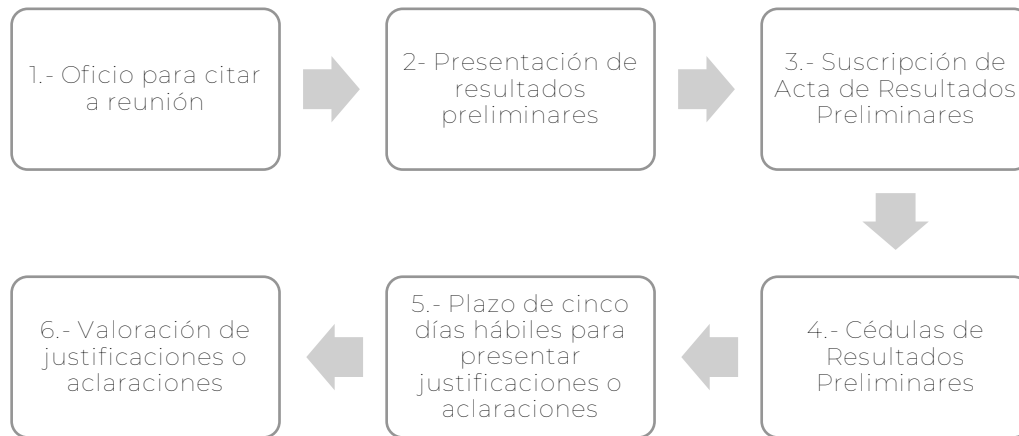 1.- Oficio para citar
a reunión
2- Presentación de
resultados
preliminares
3.- Suscripción de
Acta de Resultados
Preliminares
4.- Cédulas de
Resultados
Preliminares
5.- Plazo de cinco
días hábiles para
presentar
justificaciones o
aclaraciones
6.- Valoración de
justificaciones o
aclaraciones